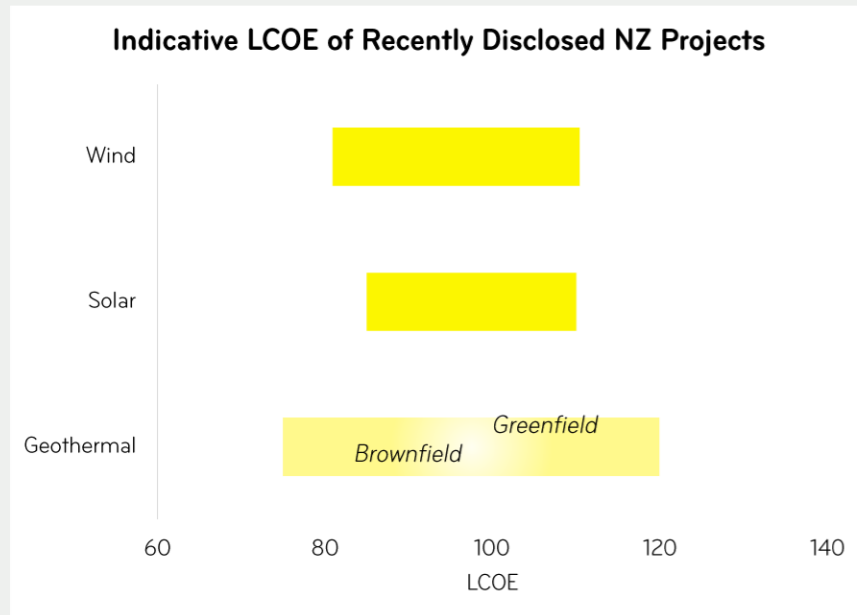 Indicative LCOE of Recently Disclosed NZ Projects
Wind
Solar
Geothermal
Greenfield
Brownfield
60 80 100 120 140
LCOE